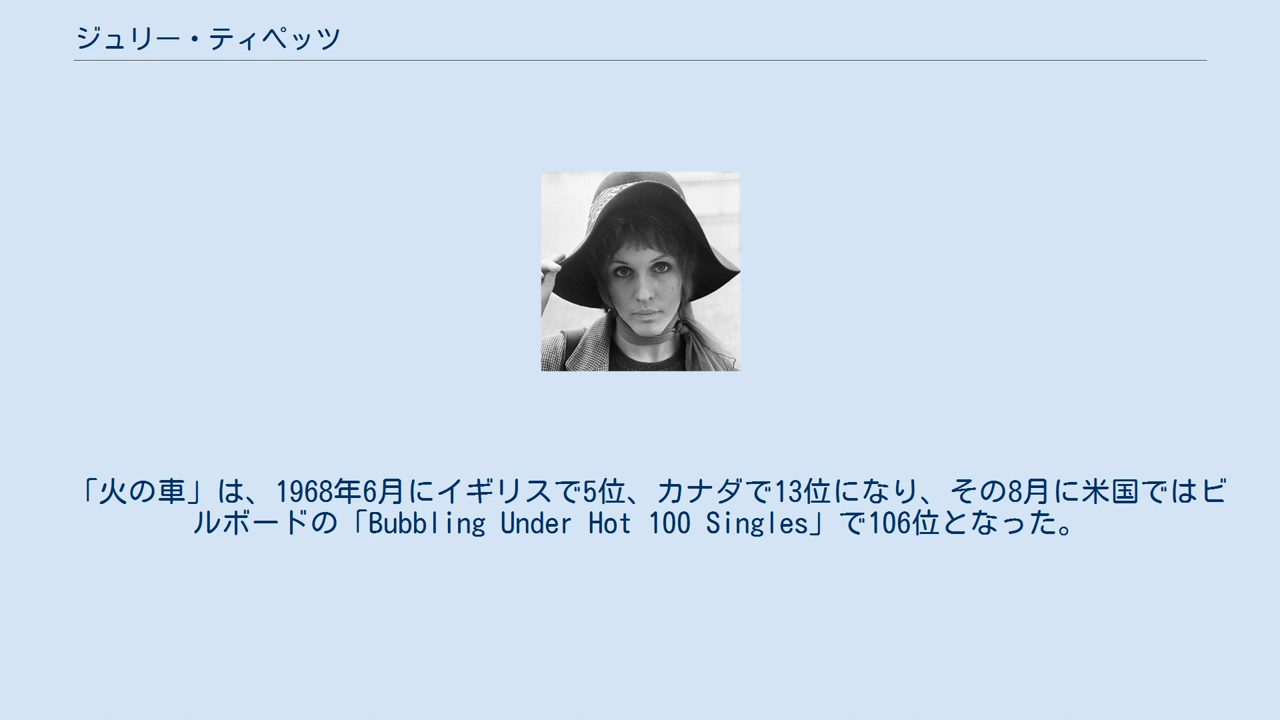 ジュリー・ティペッツ
「火の車」は、1968年6月にイギリスで5位、カナダで13位になり、その8月に米国ではビ
ルボードの「Bubbling Under Hot 100 Singles」で106位となった。